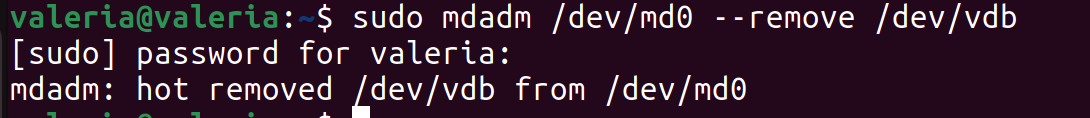 valeria@valeria:~$ sudo mdadm /dev/md0 --remove /dev/vdb
[sudo] password for valeria:
mdadm: hot removed /dev/vdb from /dev/md0